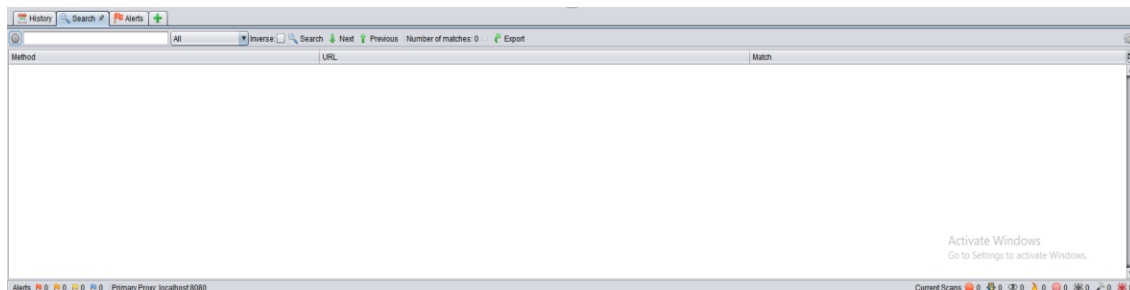 History Search Alerts
All Inverse: Search Next Previous Number of matches: 0 Export
Method URL Match
Activate Windows
Go to Settings to activate Windows.
Alerts 0 0 0 0 Primary Proxy: localhost:8080 Current Scans 0 0 0 0 0 0 0